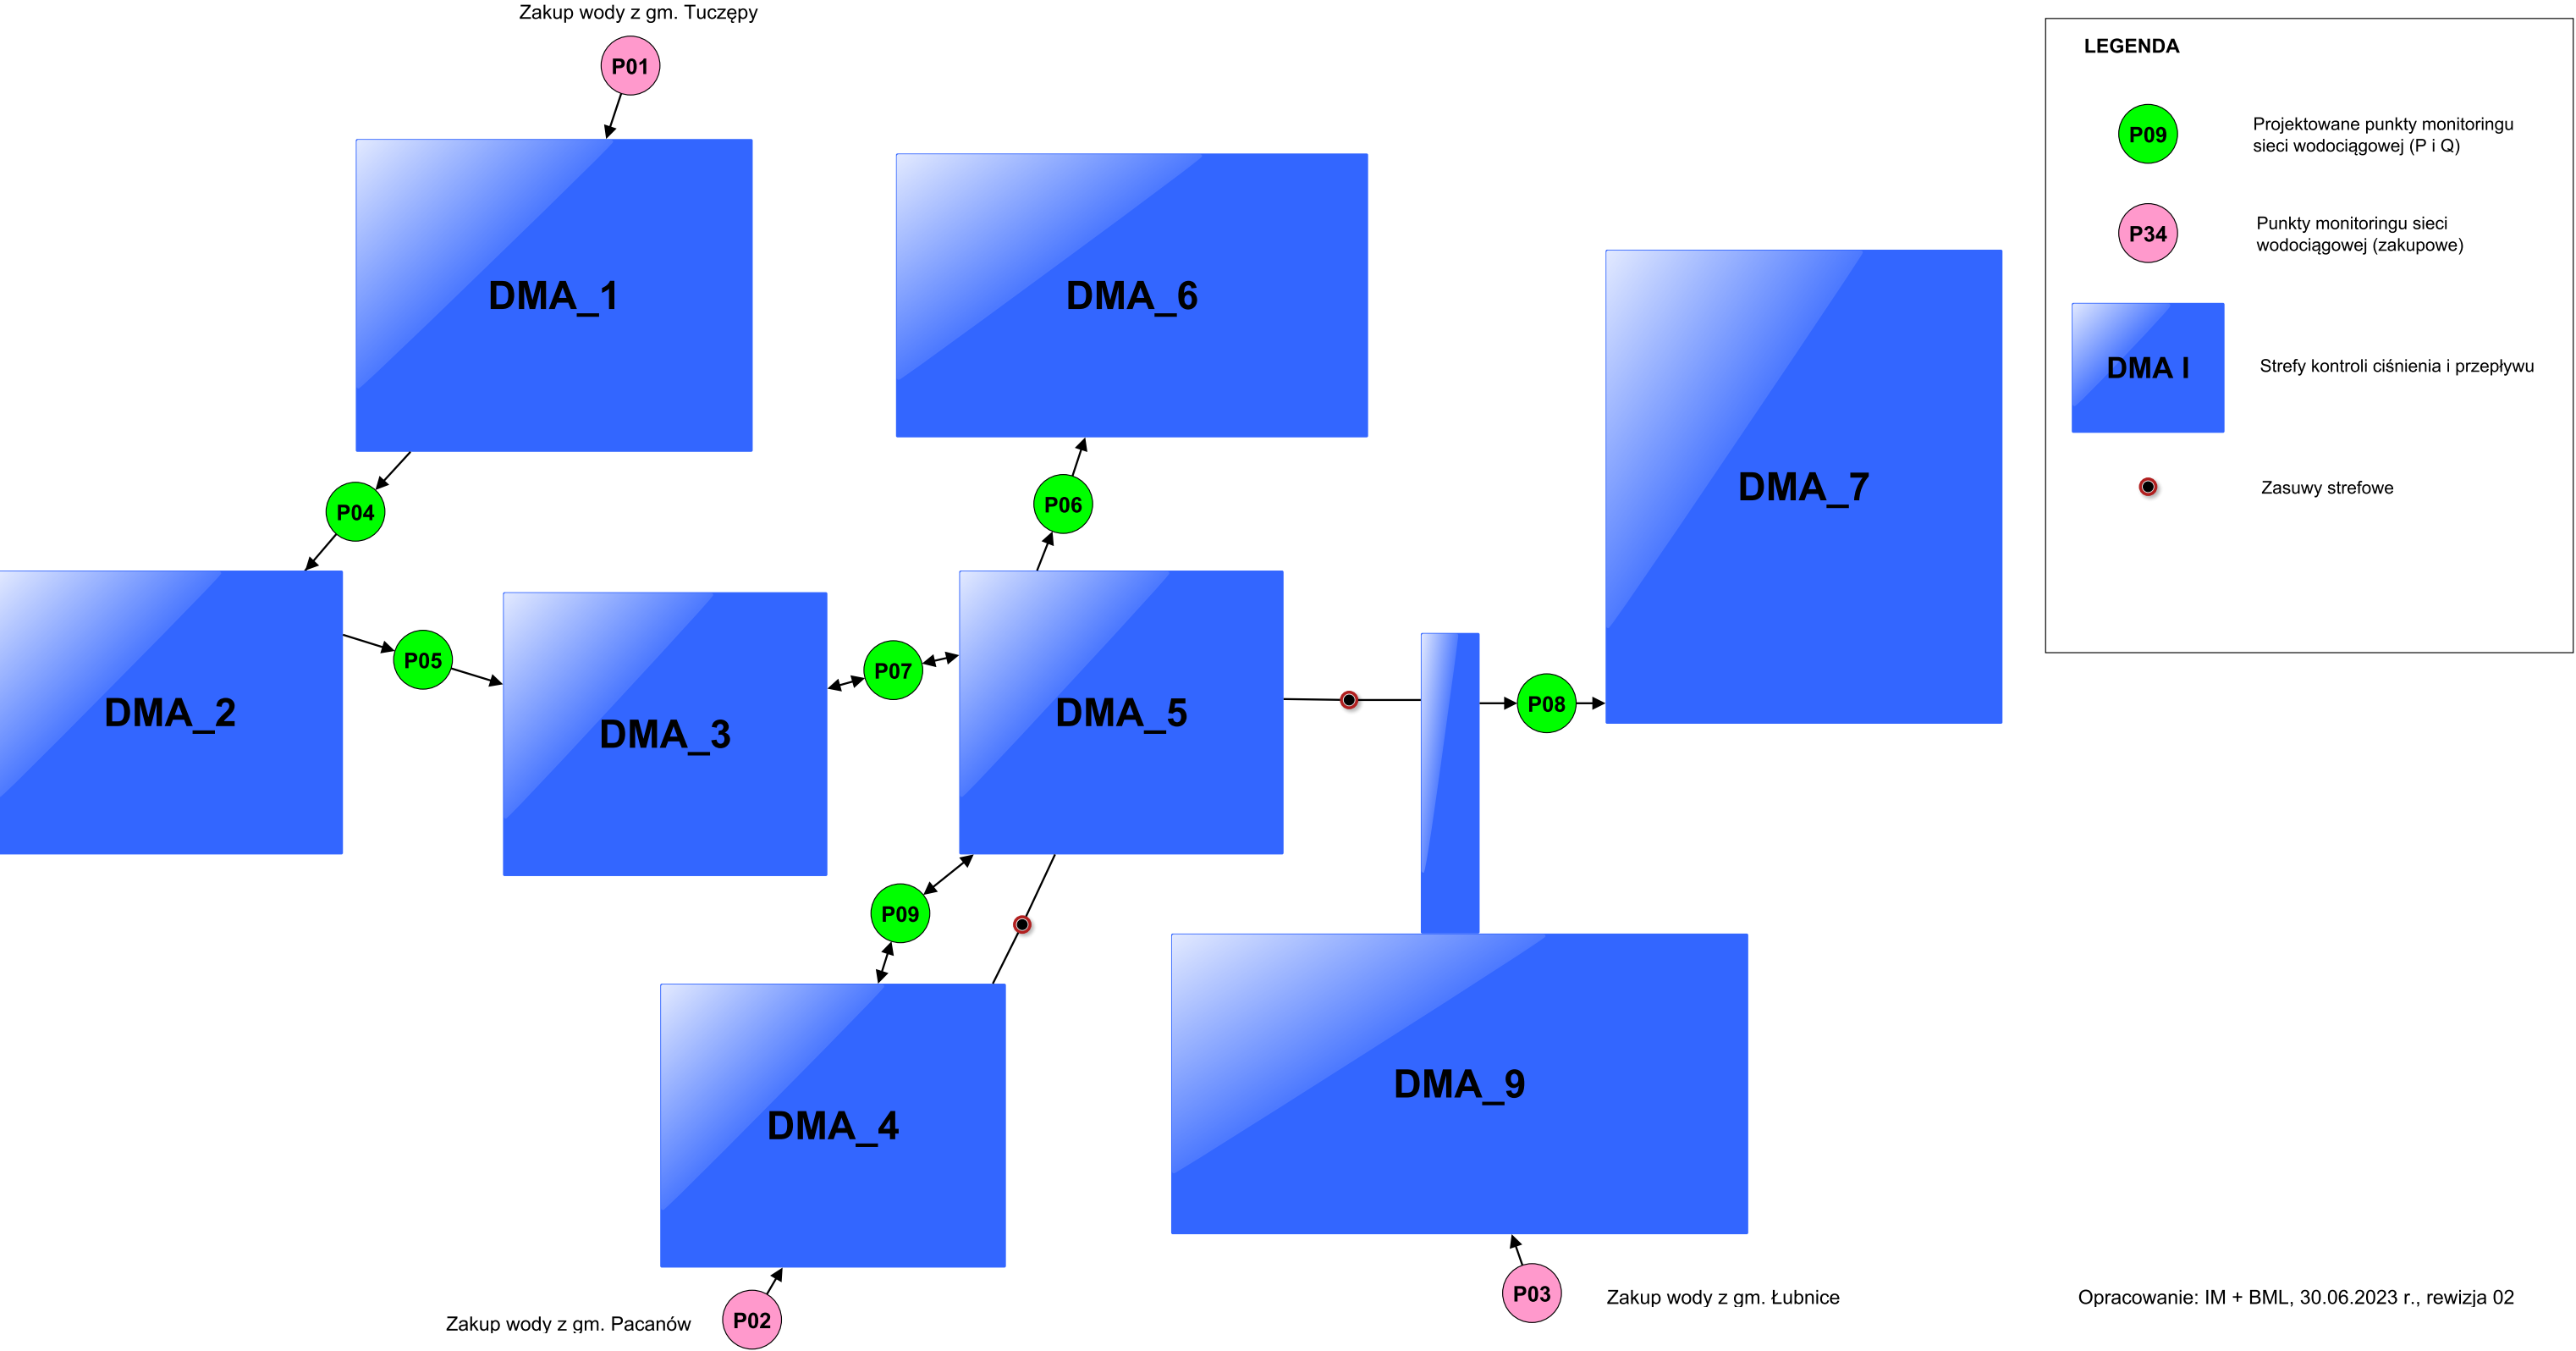 Zakup wody z gm. Tuczępy
P01
DMA_1
DMA_6
DMA_7
P04
P06
DMA_2
P05
DMA_3
P07
DMA_5
P08
P09
DMA_4
DMA_9
P02
Zakup wody z gm. Pacanów
P03
Zakup wody z gm. Łubnice
LEGENDA
P09
Projektowane punkty monitoringu
sieci wodociągowej (P i Q)
P34
Punkty monitoringu sieci
wodociągowej (zakupowe)
DMA I
Strefy kontroli ciśnienia i przepływu
Zasuwy strefowe
Opracowanie: IM + BML, 30.06.2023 r., rewizja 02